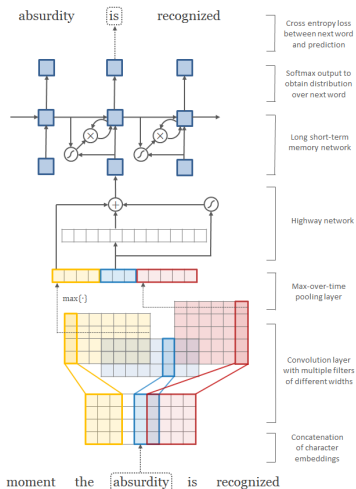 absurdity is recognized
Cross entropy loss
between next word
and prediction
Softmax output to
obtain distribution
over next word
Long short-term
memory network
Highway network
Max-over-time
pooling layer
max{·}
Convolution layer
with multiple filters
of different widths
Concatenation
of character
embeddings
moment the absurdity is recognized